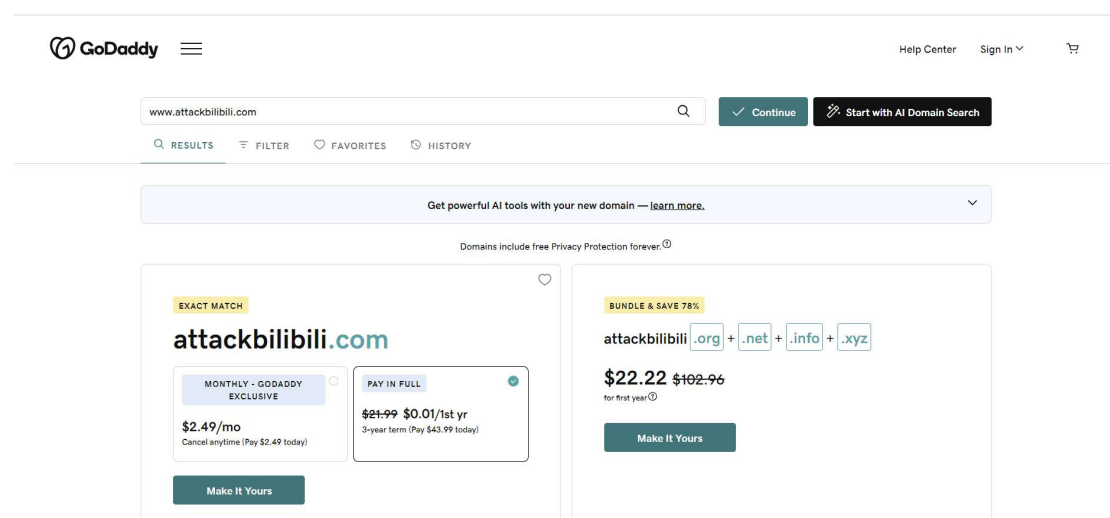 GoDaddy
Help Center Sign In
www.attackbilibili.com
Continue
Start with AI Domain Search
RESULTS FILTER FAVORITES HISTORY
Get powerful AI tools with your new domain — learn more.
Domains include free Privacy Protection forever.
EXACT MATCH
attackbilibili.com
MONTHLY - GODADDY
EXCLUSIVE
$2.49/mo
Cancel anytime (Pay $2.49 today)
PAY IN FULL
$21.99 $0.01/1st yr
3-year term (Pay $43.99 today)
Make It Yours
BUNDLE & SAVE 78%
attackbilibili .org + .net + .info + .xyz
$22.22 $102.96
for first year
Make It Yours